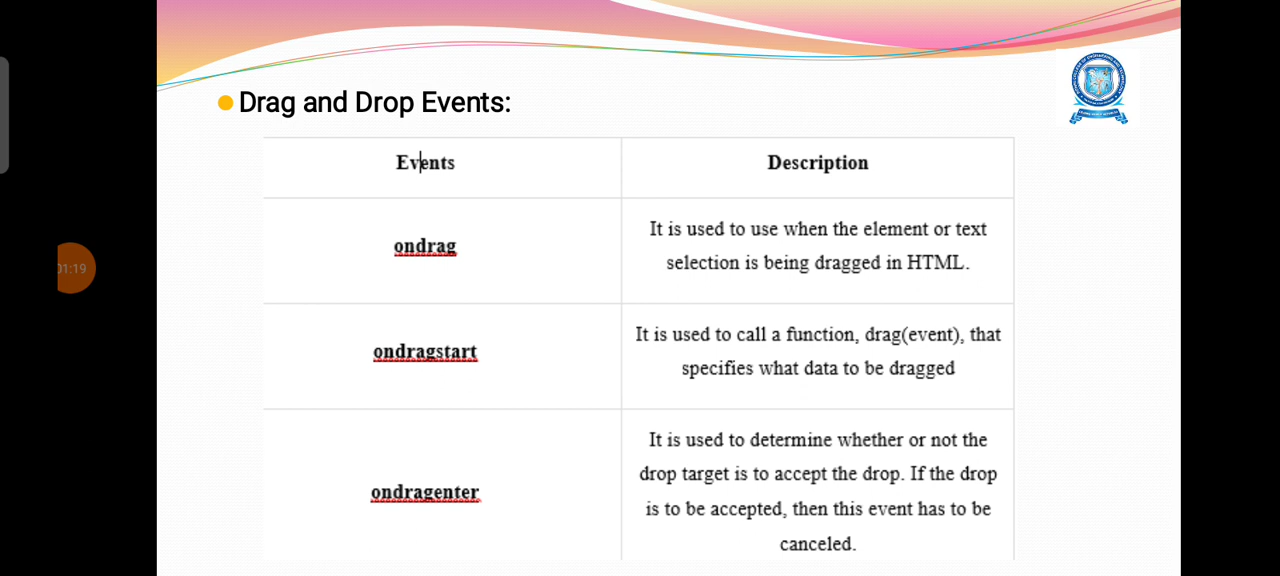 Drag and Drop Events:
Events
Description
ondrag
It is used to use when the element or text
selection is being dragged in HTML.
ondragstart
It is used to call a function, drag(event), that
specifies what data to be dragged
ondragenter
It is used to determine whether or not the
drop target is to accept the drop. If the drop
is to be accepted, then this event has to be
canceled.
01:19